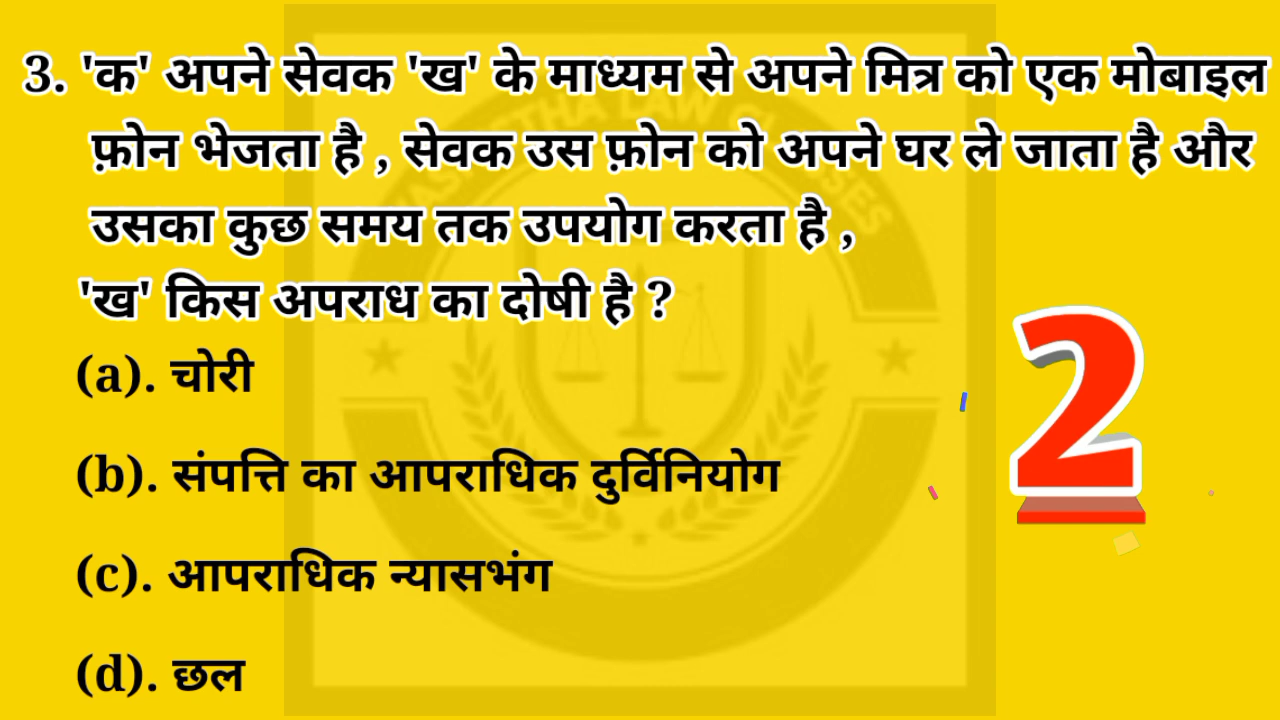 3. 'क' अपने सेवक 'ख' के माध्यम से अपने मित्र को एक मोबाइल
फ़ोन भेजता है , सेवक उस फ़ोन को अपने घर ले जाता है और
उसका कुछ समय तक उपयोग करता है ,
'ख' किस अपराध का दोषी है ?
(a). चोरी
2
(b). संपत्ति का आपराधिक दुर्विनियोग
(c). आपराधिक न्यासभंग
(d). छल